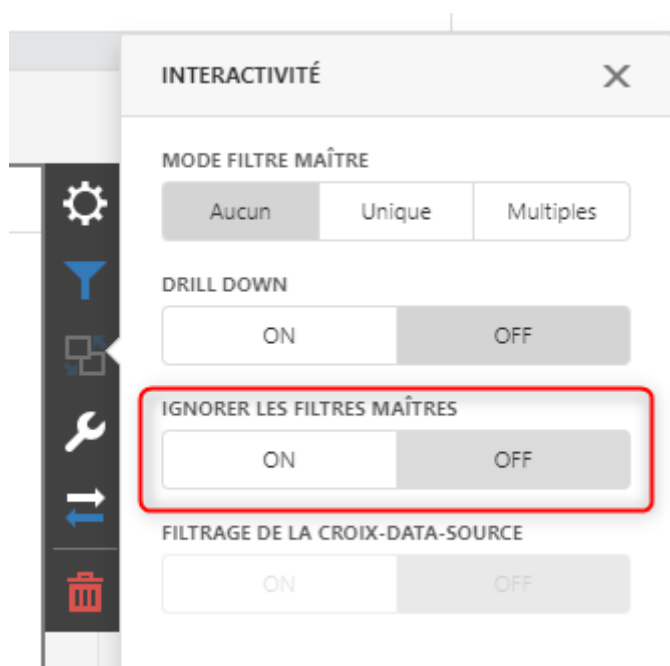 INTERACTIVITÉ
MODE FILTRE MAÎTRE
Aucun Unique Multiples
DRILL DOWN
ON OFF
IGNORER LES FILTRES MAÎTRES
ON OFF
FILTRAGE DE LA CROIX-DATA-SOURCE
ON OFF